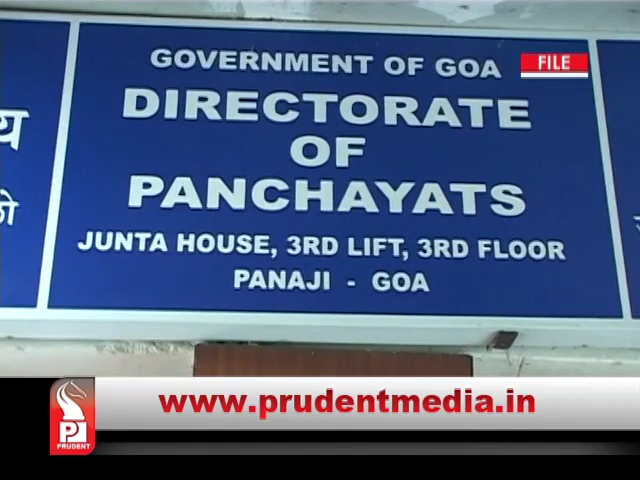 GOVERNMENT OF GOA
FILE
DIRECTORATE
OF
PANCHAYATS
JUNTA HOUSE, 3RD LIFT, 3RD FLOOR
PANAJI - GOA
www.prudentmedia.in
P
PRUDENT